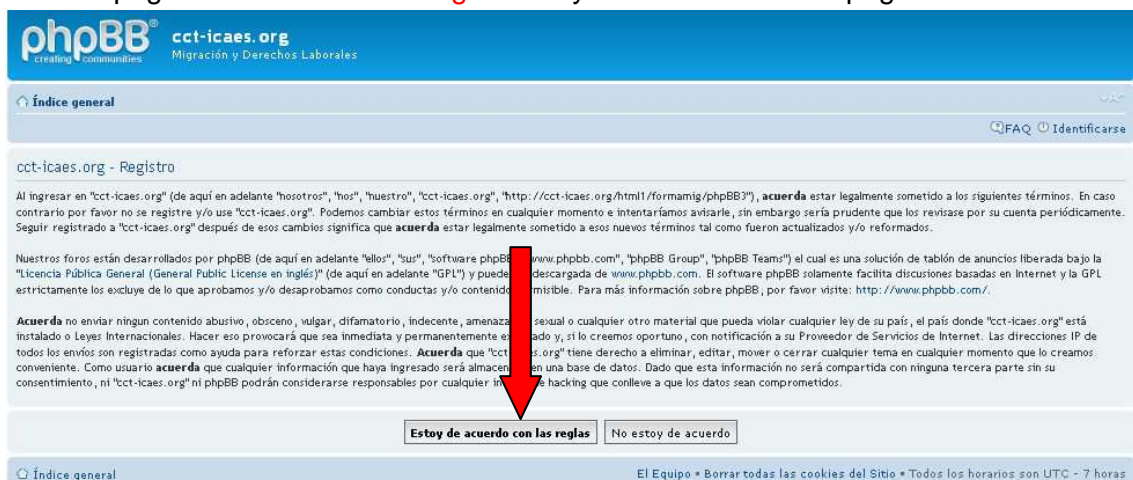 phpBB®
creating communities
cct-icaes.org
Migración y Derechos Laborales
Índice general
FAQ Identificarse
cct-icaes.org - Registro
Al ingresar en "cct-icaes.org" (de aquí en adelante "nosotros", "nos", "nuestro", "cct-icaes.org", "http://cct-icaes.org/html1/formamig/phpBB3"), acuerda estar legalmente sometido a los siguientes términos. En caso
contrario por favor no se registre y/o use "cct-icaes.org". Podemos cambiar estos términos en cualquier momento e intentaríamos avisarle, sin embargo sería prudente que los revisase por su cuenta periódicamente.
Seguir registrado a "cct-icaes.org" después de esos cambios significa que acuerda estar legalmente sometido a esos nuevos términos tal como fueron actualizados y/o reformados.
Nuestros foros están desarrollados por phpBB (de aquí en adelante "ellos", "sus", "software phpBB www.phpbb.com", "phpBB Group", "phpBB Teams") el cual es una solución de tablón de anuncios liberada bajo la
"Licencia Pública General (General Public License en inglés)" (de aquí en adelante "GPL") y puede descargada de www.phpbb.com. El software phpBB solamente facilita discusiones basadas en Internet y la GPL
estrictamente los excluye de lo que aprobamos y/o desaprobamos como conductas y/o contenido misible. Para más información sobre phpBB, por favor visite: http://www.phpbb.com/.
Acuerda no enviar ningun contenido abusivo, obsceno, vulgar, difamatorio, indecente, amenaza sexual o cualquier otro material que pueda violar cualquier ley de su país, el país donde "cct-icaes.org" está
instalado o Leyes Internacionales. Hacer eso provocará que sea inmediata y permanentemente ex ado y, si lo creemos oportuno, con notificación a su Proveedor de Servicios de Internet. Las direcciones IP de
todos los envíos son registradas como ayuda para reforzar estas condiciones. Acuerda que "cct es.org" tiene derecho a eliminar, editar, mover o cerrar cualquier tema en cualquier momento que lo creamos
conveniente. Como usuario acuerda que cualquier información que haya ingresado será almacen en una base de datos. Dado que esta información no será compartida con ninguna tercera parte sin su
consentimiento, ni "cct-icaes.org" ni phpBB podrán considerarse responsables por cualquier in e hacking que conlleve a que los datos sean comprometidos.
Estoy de acuerdo con las reglas No estoy de acuerdo
Índice general El Equipo • Borrar todas las cookies del Sitio • Todos los horarios son UTC - 7 horas